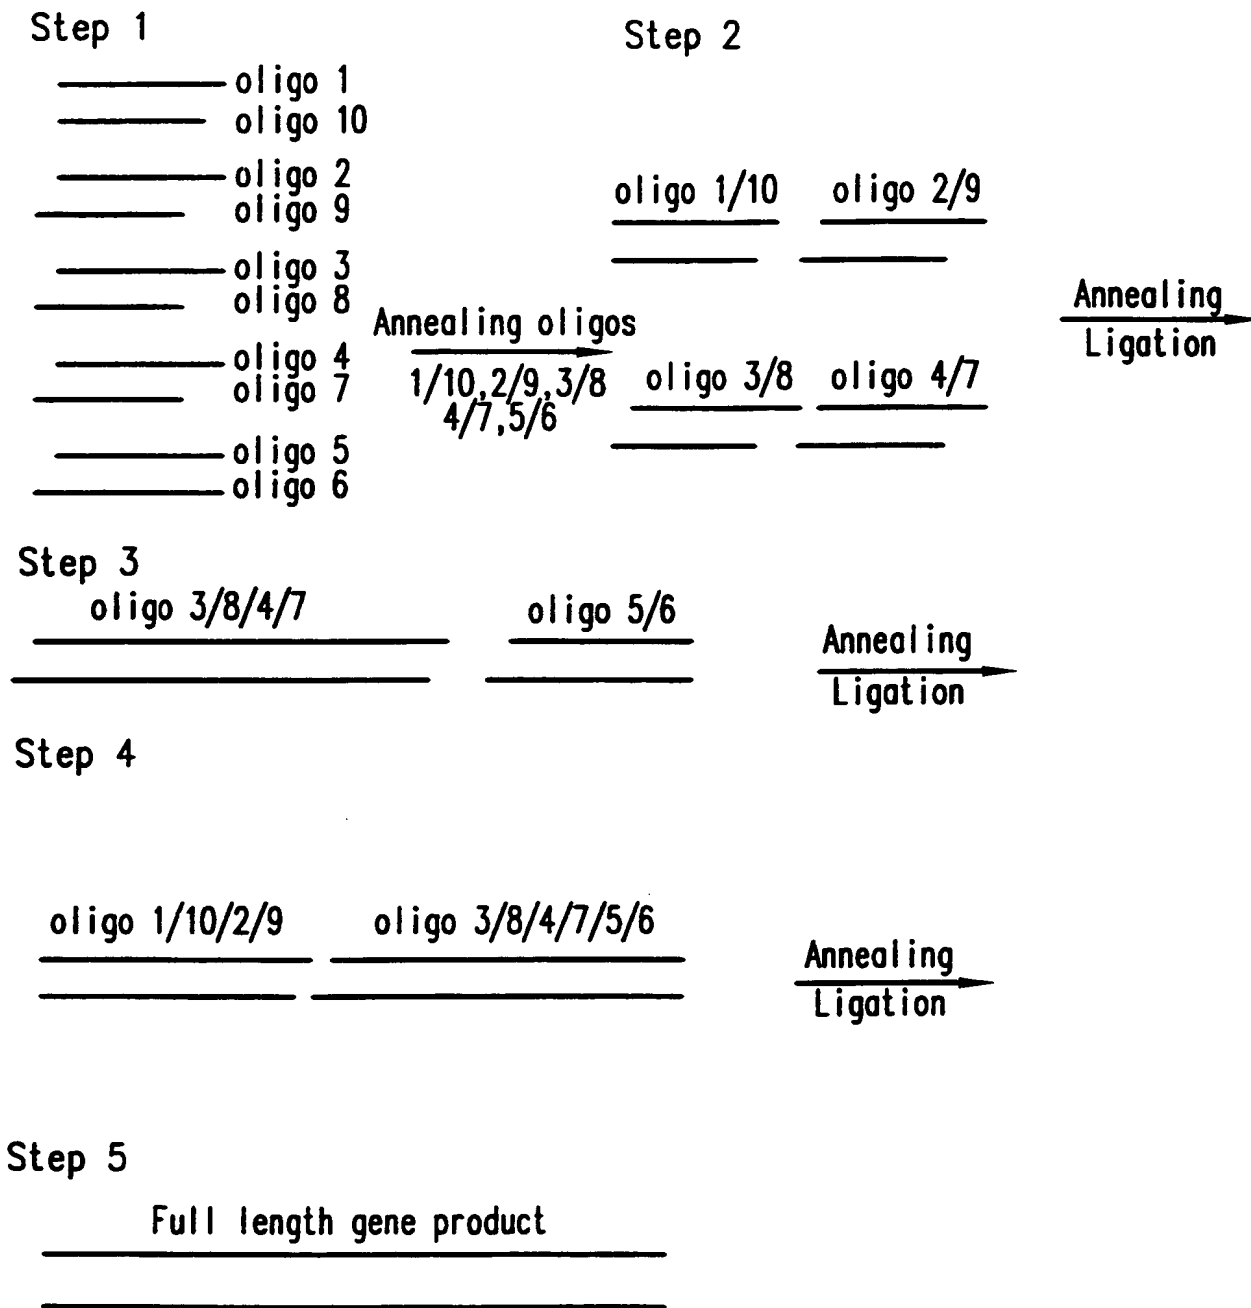 Step 1
oligo 1
oligo 10
oligo 2
oligo 9
oligo 3
oligo 8
oligo 4
oligo 7
oligo 5
oligo 6
Annealing oligos
1/10,2/9,3/8
4/7,5/6
Step 2
oligo 1/10 oligo 2/9
oligo 3/8 oligo 4/7
Annealing
Ligation
Step 3
oligo 3/8/4/7 oligo 5/6
Annealing
Ligation
Step 4
oligo 1/10/2/9 oligo 3/8/4/7/5/6
Annealing
Ligation
Step 5
Full length gene product